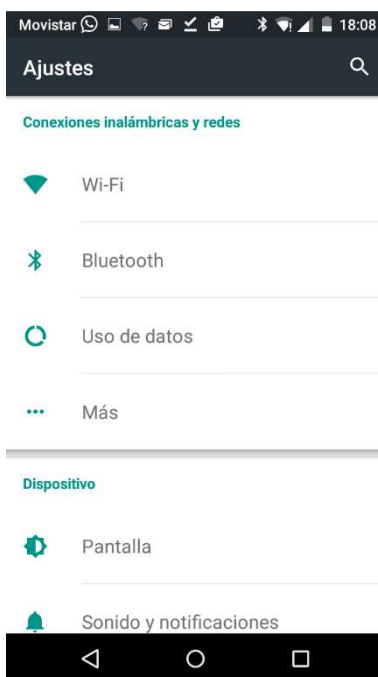 Movistar 18:08
Ajustes
Conexiones inalámbricas y redes
Wi-Fi
Bluetooth
Uso de datos
Más
Dispositivo
Pantalla
Sonido y notificaciones